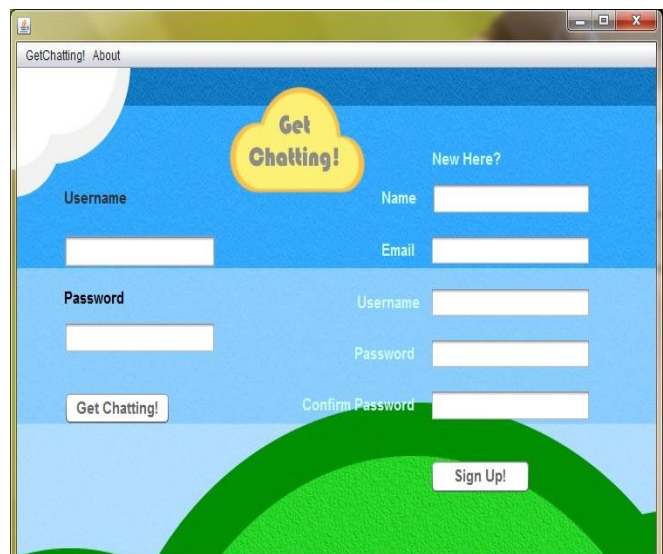 GetChatting! About
Get
Chatting!
New Here?
Username
Name
Email
Password
Username
Password
Get Chatting!
Confirm Password
Sign Up!